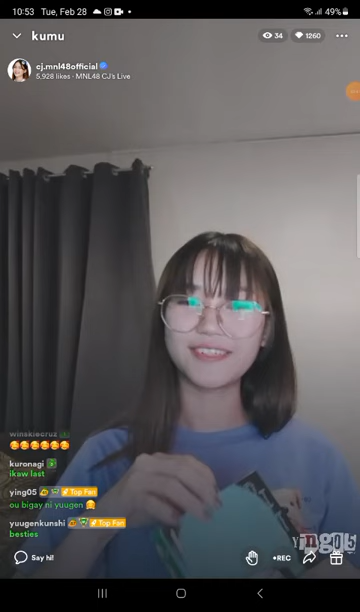 10:53 Tue, Feb 28
49%
kumu
34
1260
cj.mnl48official
5,928 likes · MNL48 CJ's Live
winskiecruz
kuronagi
ikaw last
ying05 Top Fan
ou bigay ni yuugen
yuugenkunshi Top Fan
besties
Say hi!
•REC
ying05